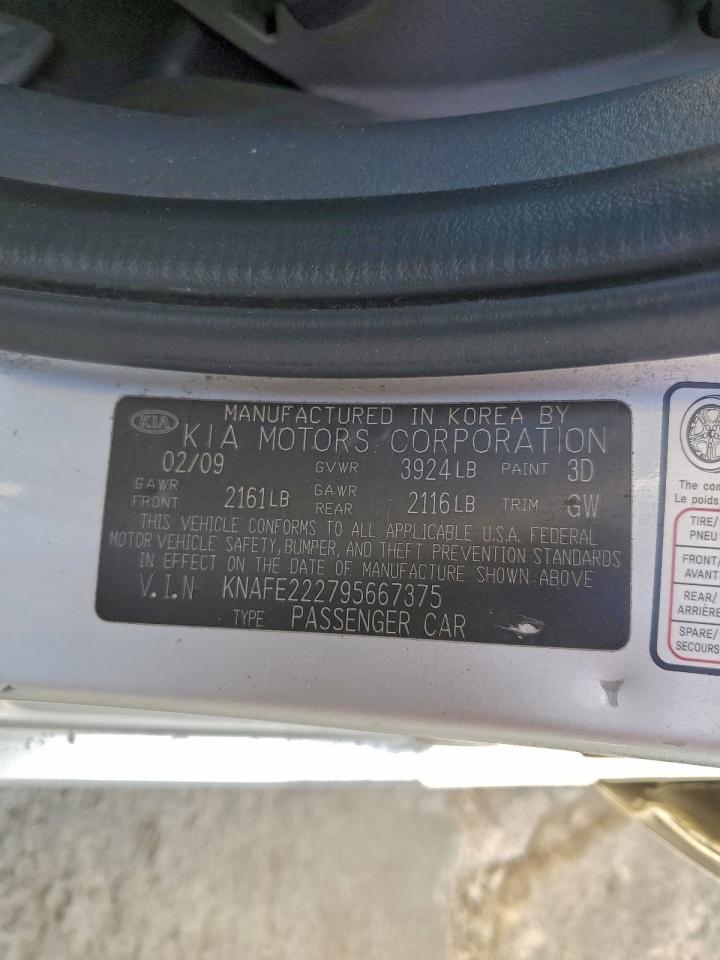 KIA
MANUFACTURED IN KOREA BY
KIA MOTORS CORPORATION
02/09 GVWR 3924LB PAINT 3D
GAWR FRONT 2161LB GAWR REAR 2116LB TRIM GW
THIS VEHICLE CONFORMS TO ALL APPLICABLE U.S.A. FEDERAL
MOTOR VEHICLE SAFETY, BUMPER, AND THEFT PREVENTION STANDARDS
IN EFFECT ON THE DATE OF MANUFACTURE SHOWN-ABOVE
V.I.N KNAFE222795667375
TYPE PASSENGER CAR
The com
Le poids
TIRE/
PNEU
FRONT/
AVANT
REAR/
ARRIÈRE
SPARE/
SECOURS